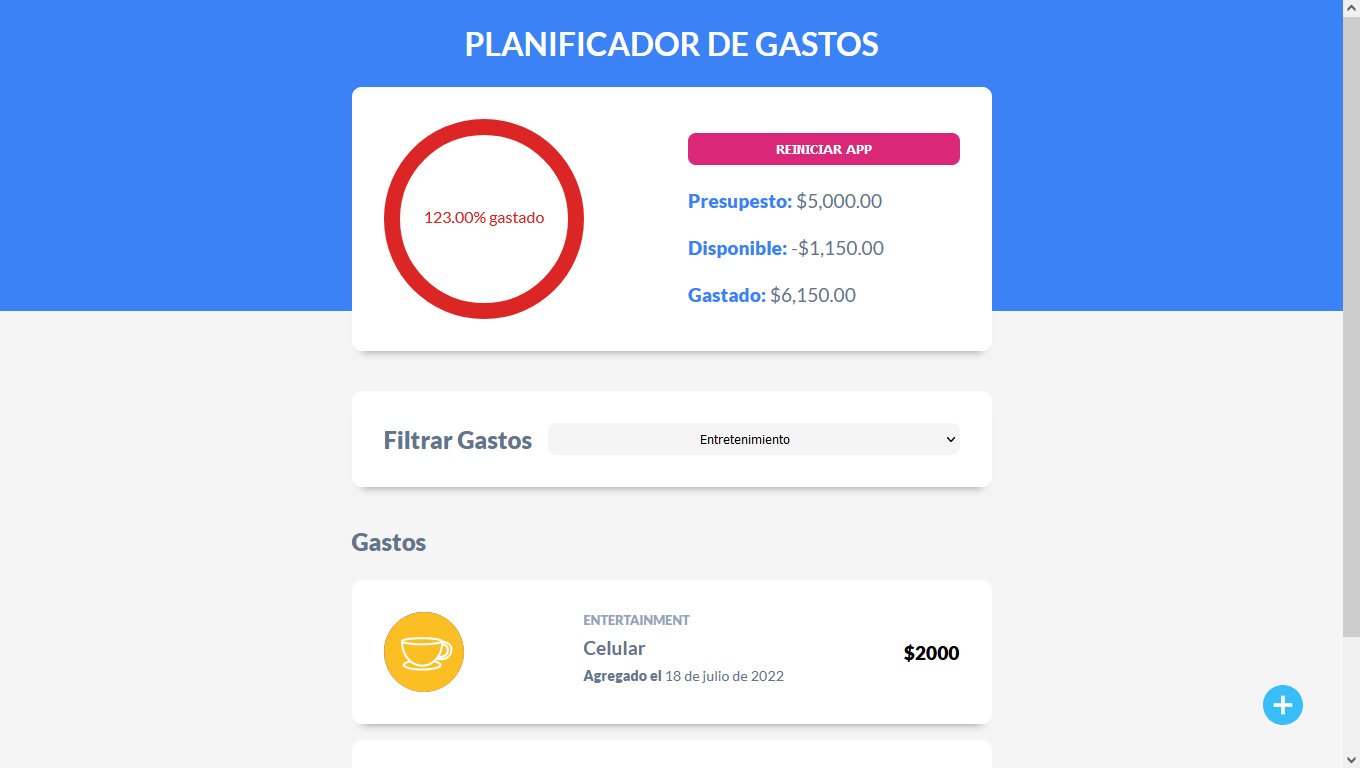 PLANIFICADOR DE GASTOS
123.00% gastado
REINICIAR APP
Presupesto: $5,000.00
Disponible: -$1,150.00
Gastado: $6,150.00
Filtrar Gastos
Entretenimiento
Gastos
ENTERTAINMENT
Celular
$2000
Agregado el 18 de julio de 2022